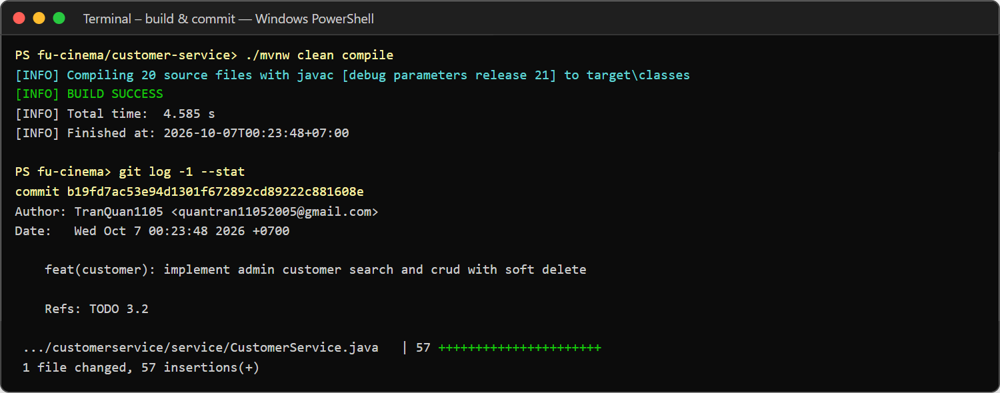 Terminal – build & commit — Windows PowerShell
PS fu-cinema/customer-service> ./mvnw clean compile
[INFO] Compiling 20 source files with javac [debug parameters release 21] to target\classes
[INFO] BUILD SUCCESS
[INFO] Total time:  4.585 s
[INFO] Finished at: 2026-10-07T00:23:48+07:00
PS fu-cinema> git log -1 --stat
commit b19fd7ac53e94d1301f672892cd89222c881608e
Author: TranQuan1105 <quantran11052005@gmail.com>
Date:   Wed Oct 7 00:23:48 2026 +0700
feat(customer): implement admin customer search and crud with soft delete
Refs: TODO 3.2
.../customerservice/service/CustomerService.java   | 57 ++++++++++++++++++++++
1 file changed, 57 insertions(+)